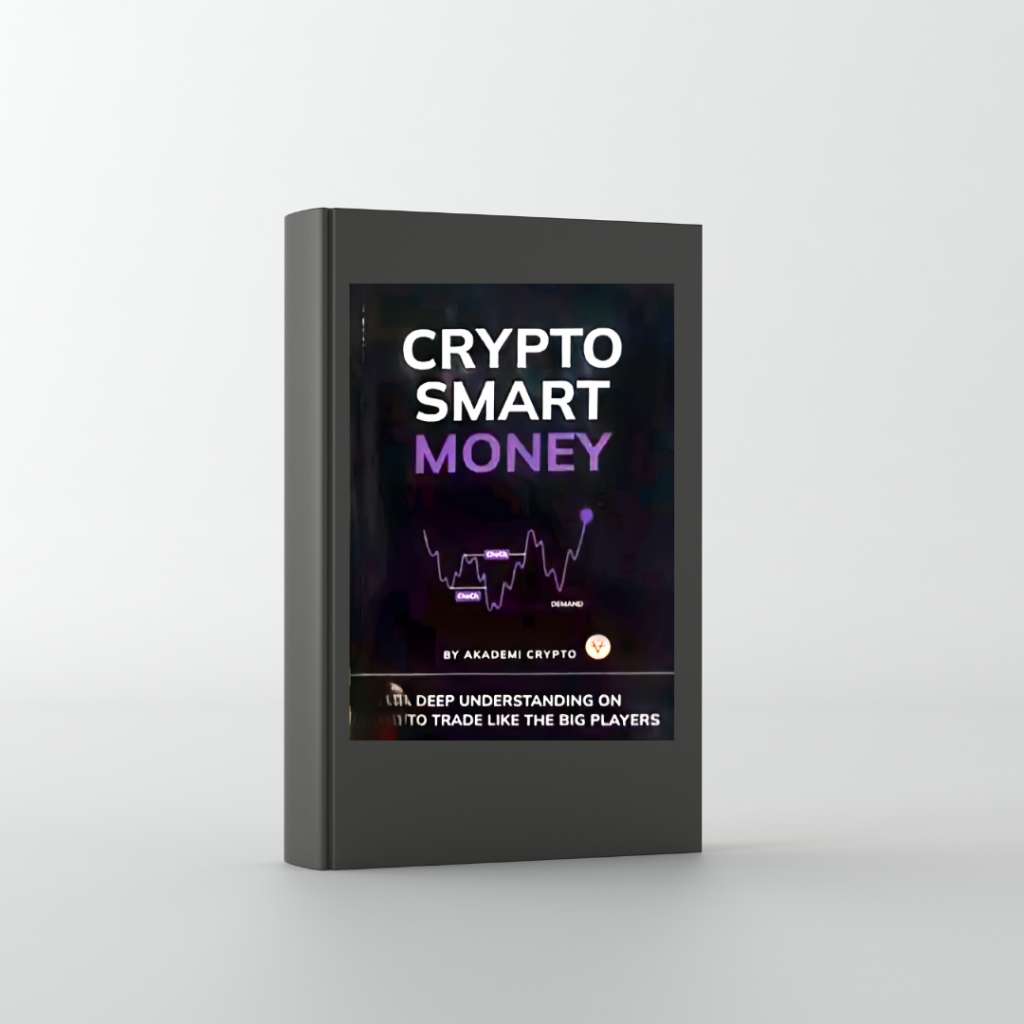 CRYPTO
SMART
MONEY
ChoCh
ChoCh
DEMAND
BY AKADEMI CRYPTO
DEEP UNDERSTANDING ON
TO TRADE LIKE THE BIG PLAYERS